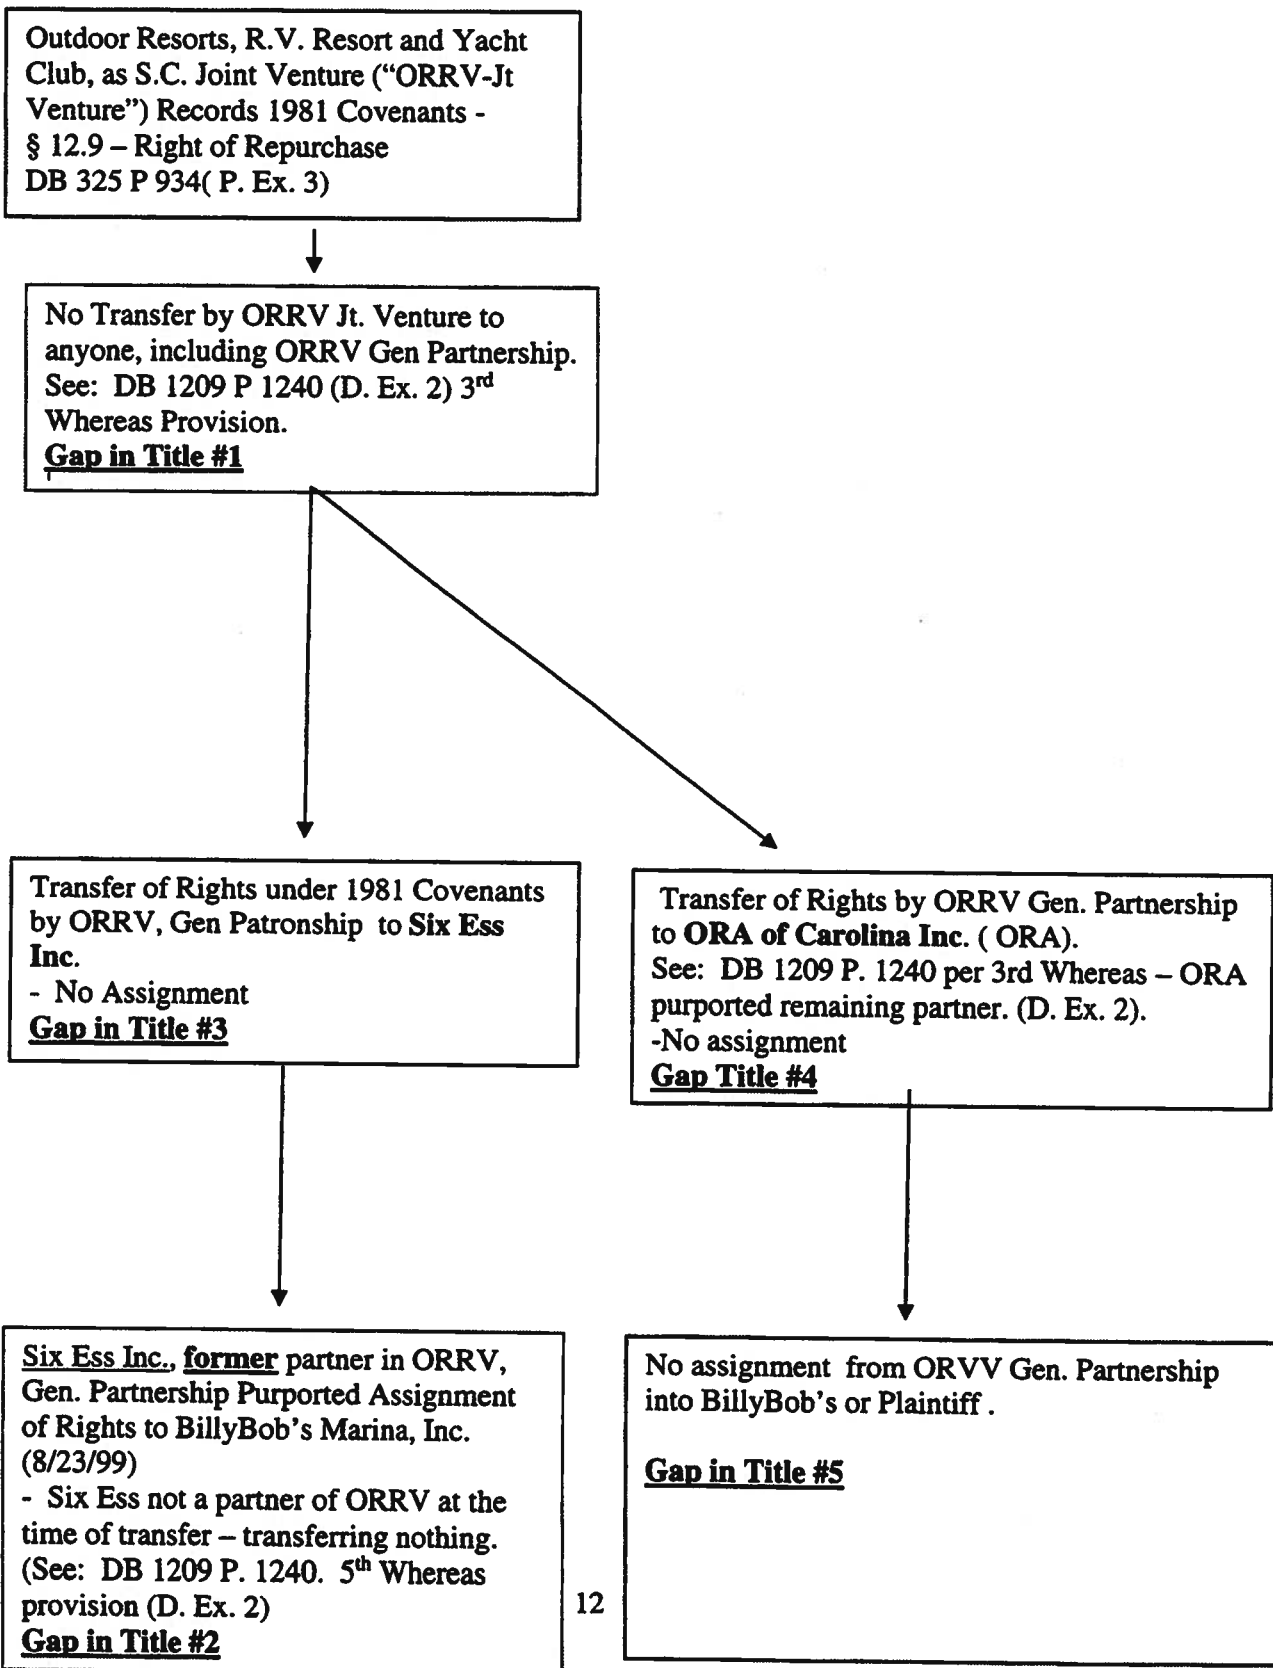 Outdoor Resorts, R.V. Resort and Yacht
Club, as S.C. Joint Venture (“ORRV-Jt
Venture”) Records 1981 Covenants -
§ 12.9 – Right of Repurchase
DB 325 P 934( P. Ex. 3)
No Transfer by ORRV Jt. Venture to
anyone, including ORRV Gen Partnership.
See: DB 1209 P 1240 (D. Ex. 2) 3rd
Whereas Provision.
Gap in Title #1
Transfer of Rights under 1981 Covenants
by ORRV, Gen Patronship to Six Ess
Inc.
- No Assignment
Gap in Title #3
Transfer of Rights by ORRV Gen. Partnership
to ORA of Carolina Inc. ( ORA).
See: DB 1209 P. 1240 per 3rd Whereas – ORA
purported remaining partner. (D. Ex. 2).
-No assignment
Gap Title #4
Six Ess Inc., former partner in ORRV,
Gen. Partnership Purported Assignment
of Rights to BillyBob’s Marina, Inc.
(8/23/99)
- Six Ess not a partner of ORRV at the
time of transfer – transferring nothing.
(See: DB 1209 P. 1240. 5th Whereas
provision (D. Ex. 2)
Gap in Title #2
No assignment from ORVV Gen. Partnership
into BillyBob’s or Plaintiff .
Gap in Title #5
12